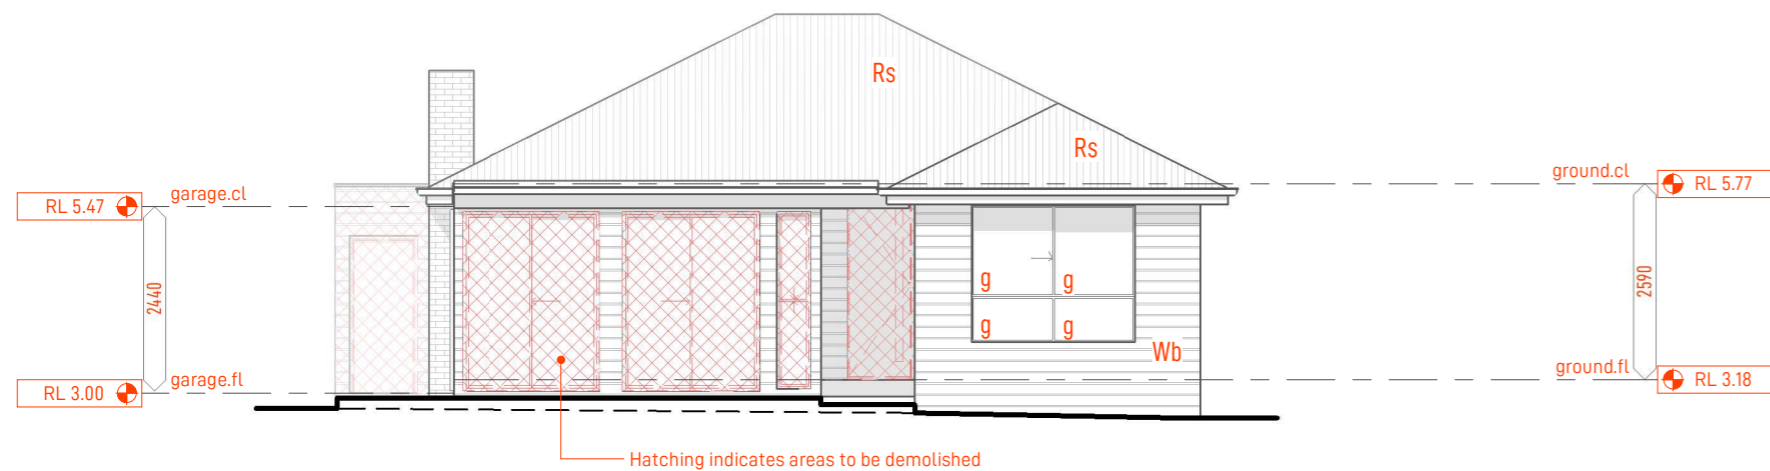 Rs
Rs
garage.cl
RL 5.47
2440
garage.fl
RL 3.00
ground.cl
RL 5.77
2590
ground.fl
RL 3.18
g
g
g
g
Wb
Hatching indicates areas to be demolished